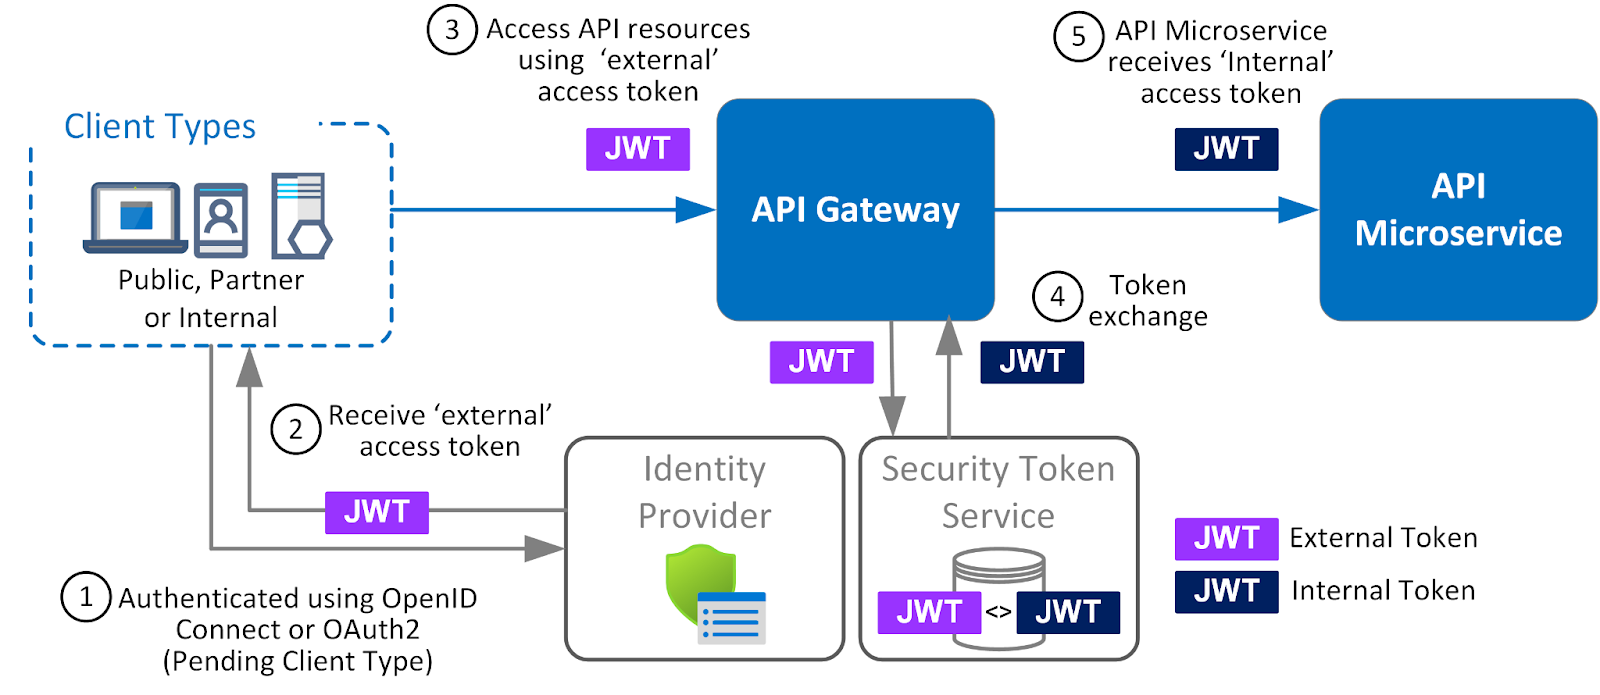 3
Access API resources
using ‘external’
access token
JWT
5
API Microservice
receives ‘Internal’
access token
JWT
Client Types
Public, Partner
or Internal
API Gateway
API
Microservice
4
Token
exchange
JWT
JWT
2
Receive ‘external’
access token
JWT
Identity
Provider
Security Token
Service
JWT <> JWT
JWT External Token
JWT Internal Token
1
Authenticated using OpenID
Connect or OAuth2
(Pending Client Type)